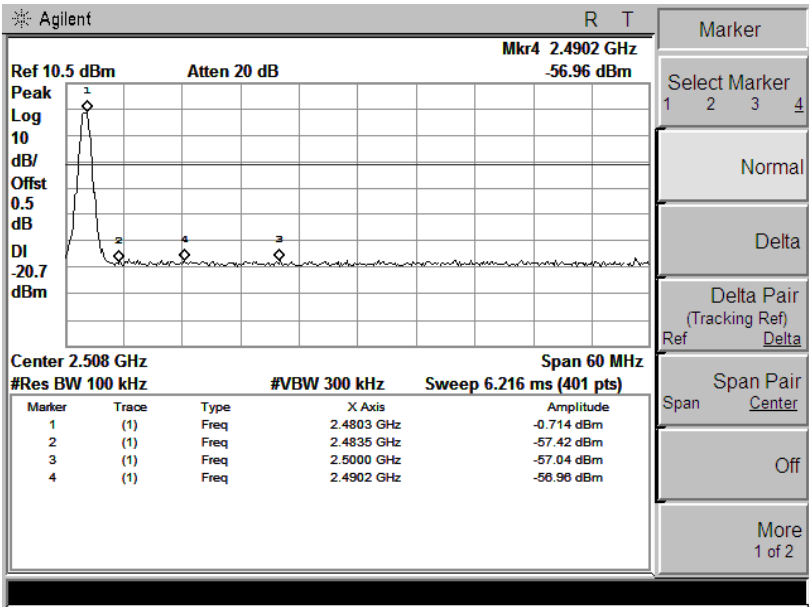 Agilent
R T
Mkr4 2.4902 GHz
Ref 10.5 dBm Atten 20 dB -56.96 dBm
Peak
Log
10
dB/
Offst
0.5
dB
DI
-20.7
dBm
1
2
4
3
Center 2.508 GHz Span 60 MHz
#Res BW 100 kHz #VBW 300 kHz Sweep 6.216 ms (401 pts)
Marker Trace Type X Axis Amplitude
1 (1) Freq 2.4803 GHz -0.714 dBm
2 (1) Freq 2.4835 GHz -57.42 dBm
3 (1) Freq 2.5000 GHz -57.04 dBm
4 (1) Freq 2.4902 GHz -56.96 dBm
Marker
Select Marker
1 2 3 4
Normal
Delta
Delta Pair
(Tracking Ref)
Ref Delta
Span Pair
Span Center
Off
More
1 of 2